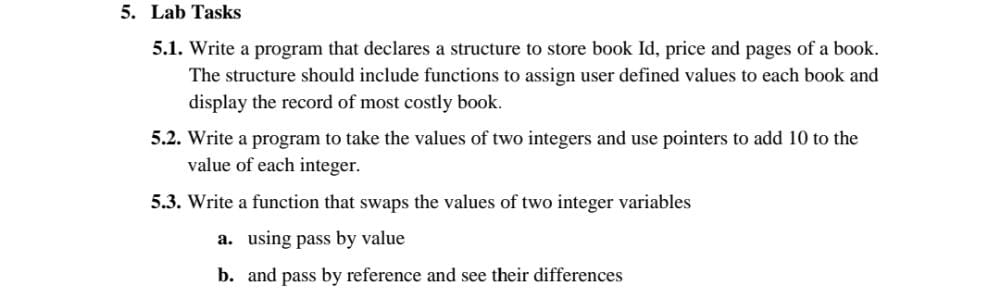 5. Lab Tasks
5.1. Write a program that declares a structure to store book Id, price and pages of a book.
The structure should include functions to assign user defined values to each book and
display the record of most costly book.
5.2. Write a program to take the values of two integers and use pointers to add 10 to the
value of each integer.
5.3. Write a function that swaps the values of two integer variables
a. using pass by value
b. and pass by reference and see their differences